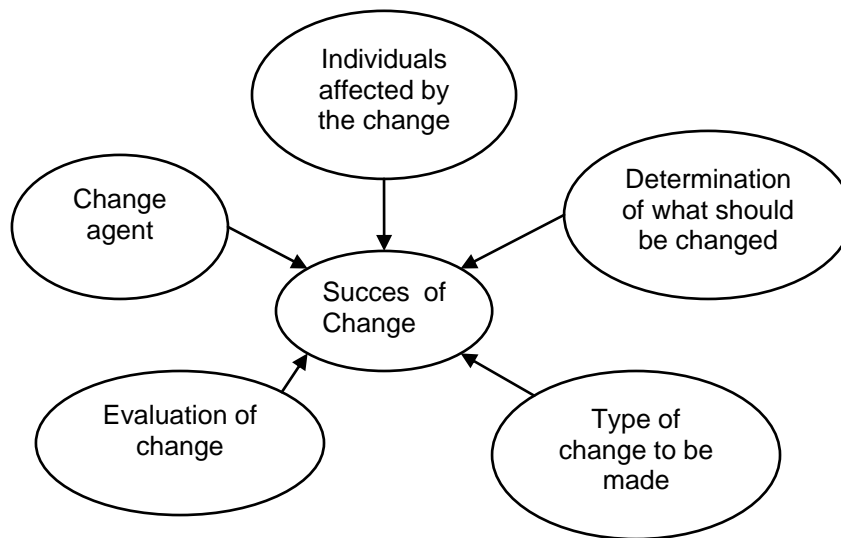 Individuals
affected by
the change
Change
agent
Determination
of what should
be changed
Succes of
Change
Evaluation of
change
Type of
change to be
made